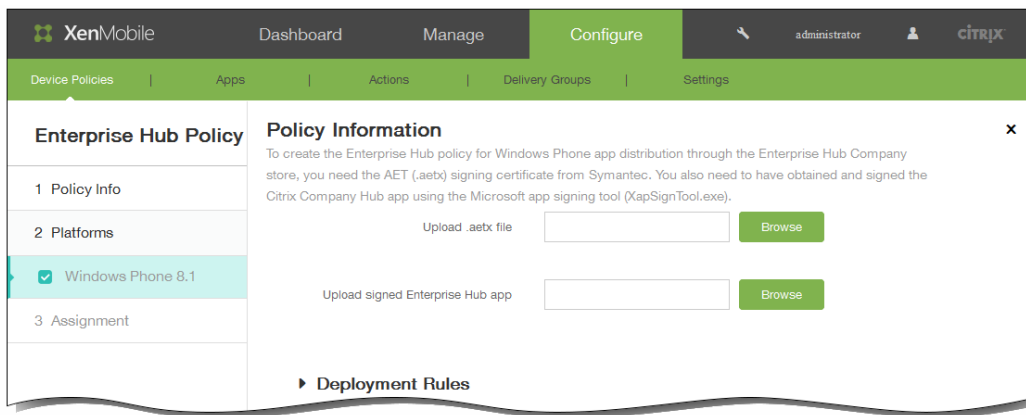 XenMobile Dashboard Manage Configure administrator CİTRIX
Device Policies | Apps | Actions | Delivery Groups | Settings
Enterprise Hub Policy
1 Policy Info
2 Platforms
Windows Phone 8.1
3 Assignment
Policy Information x
To create the Enterprise Hub policy for Windows Phone app distribution through the Enterprise Hub Company
store, you need the AET (.aetx) signing certificate from Symantec. You also need to have obtained and signed the
Citrix Company Hub app using the Microsoft app signing tool (XapSignTool.exe).
Upload .aetx file Browse
Upload signed Enterprise Hub app Browse
Deployment Rules